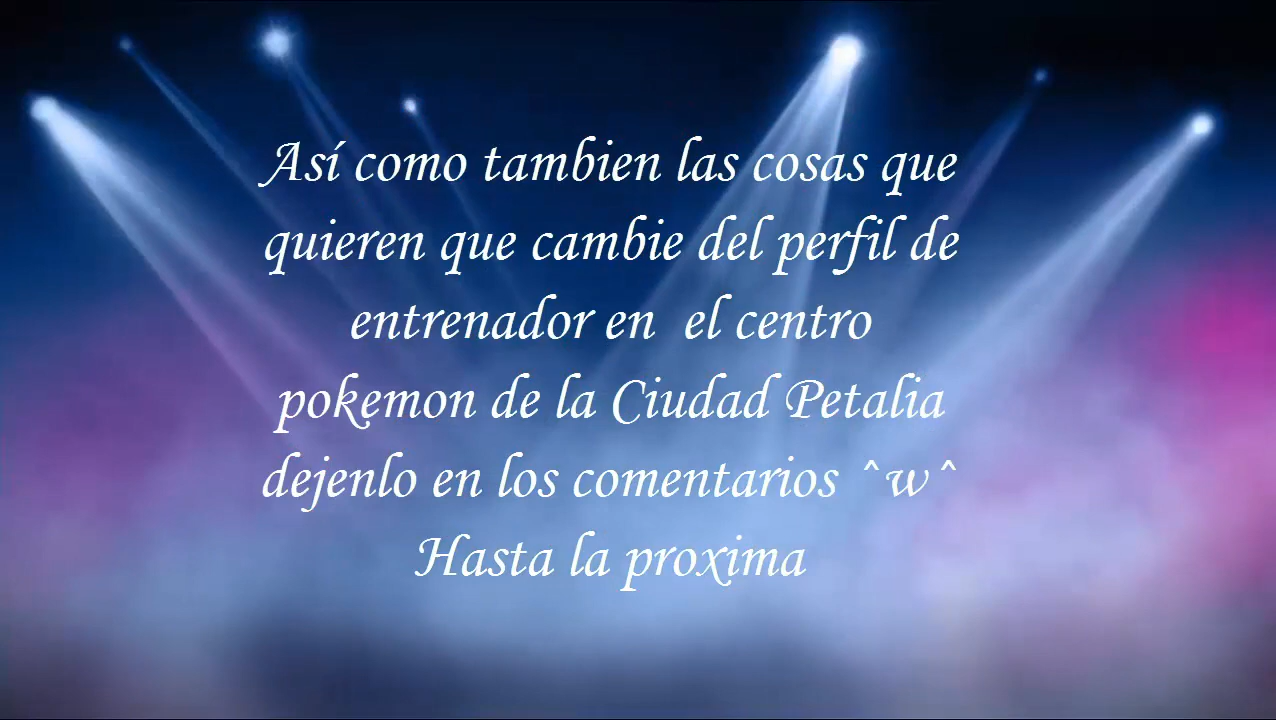 Así como tambien las cosas que
quieren que cambie del perfil de
entrenador en  el centro
pokemon de la Ciudad Petalia
dejenlo en los comentarios ^w^
Hasta la proxima